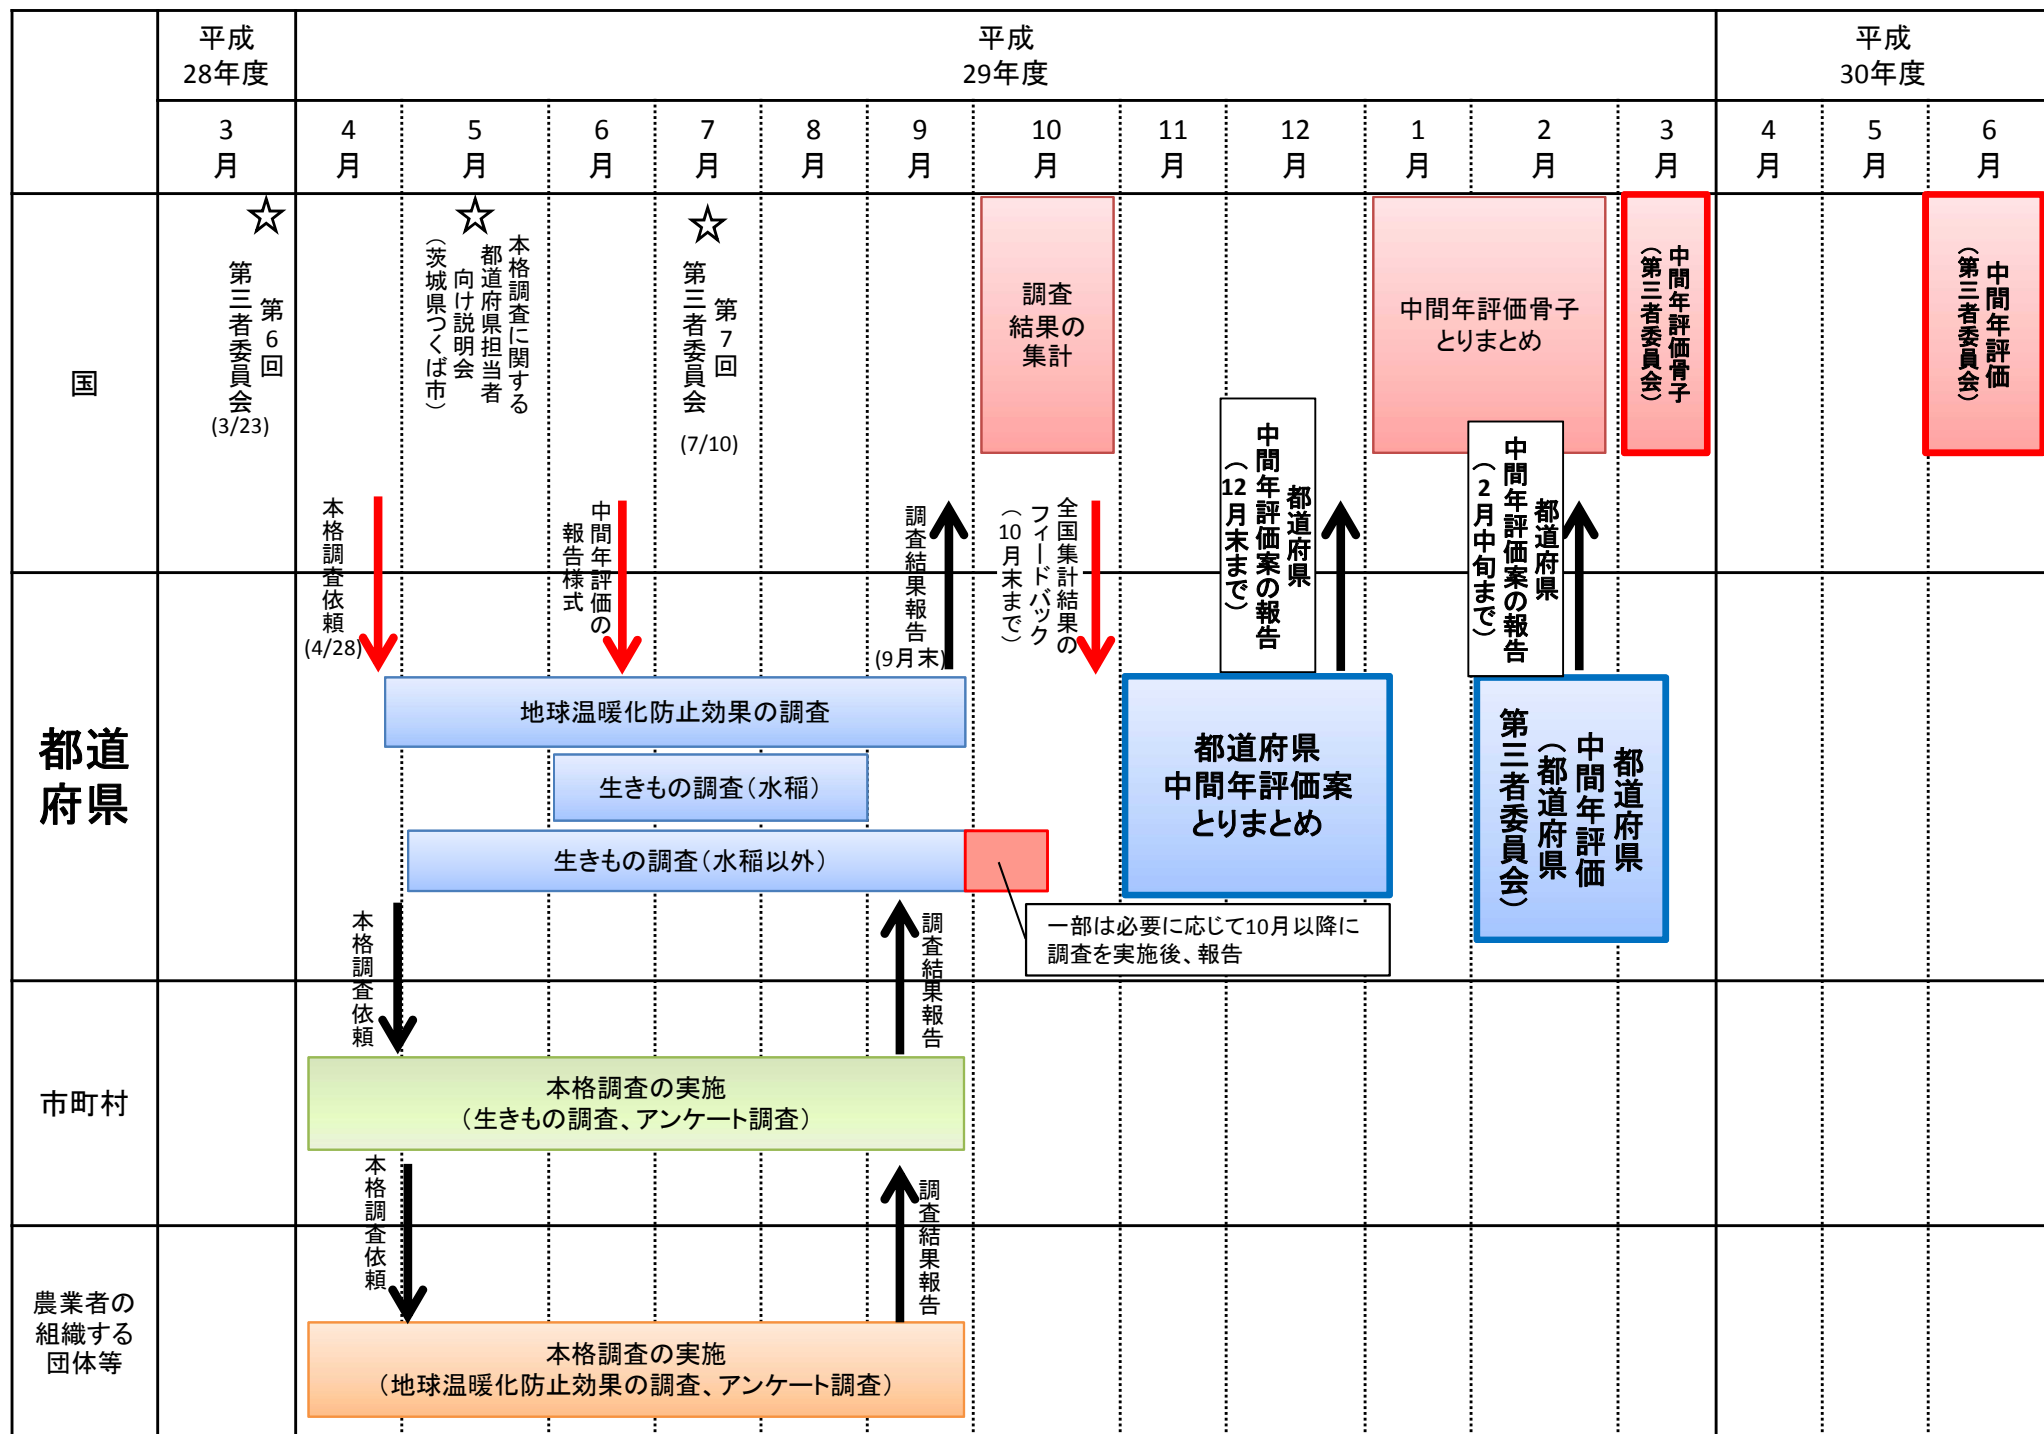 平成
28年度
平成
29年度
平成
30年度
3
月
4
月
5
月
6
月
7
月
8
月
9
月
10
月
11
月
12
月
1
月
2
月
3
月
4
月
5
月
6
月
国
☆
第6回
第三者委員会
(3/23)
☆
本格調査に関する
都道府県担当者
向け説明会
（茨城県つくば市）
☆
第7回
第三者委員会
(7/10)
調査
結果の
集計
中間年評価骨子
とりまとめ
中間年評価骨子
（第三者委員会）
中間年評価
（第三者委員会）
本格調査依頼
(4/28)
中間年評価の
報告様式
調査結果報告
(9月末)
全国集計結果の
フィードバック
（10月末まで）
都道府県
中間年評価案の報告
（12月末まで）
都道府県
中間年評価案の報告
（2月中旬まで）
都道
府県
地球温暖化防止効果の調査
生きもの調査（水稲）
生きもの調査（水稲以外）
都道府県
中間年評価案
とりまとめ
都道府県
中間年評価
（都道府県
第三者委員会）
一部は必要に応じて10月以降に
調査を実施後、報告
本格調査依頼
調査結果報告
市町村
本格調査の実施
（生きもの調査、アンケート調査）
本格調査依頼
調査結果報告
農業者の
組織する
団体等
本格調査の実施
（地球温暖化防止効果の調査、アンケート調査）